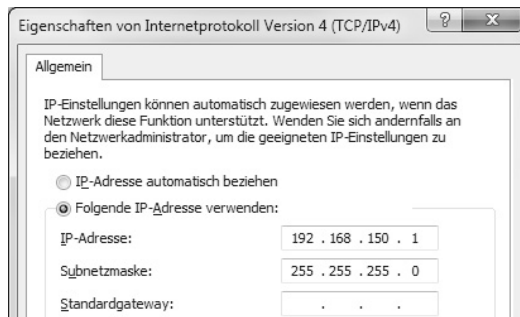 Eigenschaften von Internetprotokoll Version 4 (TCP/IPv4)
Allgemein
IP-Einstellungen können automatisch zugewiesen werden, wenn das
Netzwerk diese Funktion unterstützt. Wenden Sie sich andernfalls an
den Netzwerkadministrator, um die geeigneten IP-Einstellungen zu
beziehen.
IP-Adresse automatisch beziehen
Folgende IP-Adresse verwenden:
IP-Adresse: 192 . 168 . 150 . 1
Subnetzmaske: 255 . 255 . 255 . 0
Standardgateway: . . .